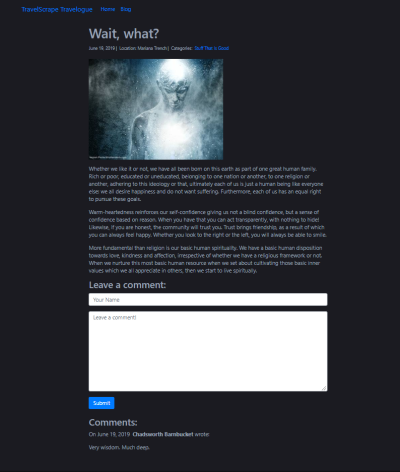 TravelScrape Travelogue Home Blog
Wait, what?
June 19, 2019 | Location: Mariana Trench | Categories: Stuff That Is Good
Whether we like it or not, we have all been born on this earth as part of one great human family.
Rich or poor, educated or uneducated, belonging to one nation or another, to one religion or
another, adhering to this ideology or that, ultimately each of us is just a human being like everyone
else: we all desire happiness and do not want suffering. Furthermore, each of us has an equal right
to pursue these goals.
Warm-heartedness reinforces our self-confidence giving us not a blind confidence, but a sense of
confidence based on reason. When you have that you can act transparently, with nothing to hide!
Likewise, if you are honest, the community will trust you. Trust brings friendship, as a result of which
you can always feel happy. Whether you look to the right or the left, you will always be able to smile.
More fundamental than religion is our basic human spirituality. We have a basic human disposition
towards love, kindness and affection, irrespective of whether we have a religious framework or not.
When we nurture this most basic human resource when we set about cultivating those basic inner
values which we all appreciate in others, then we start to live spiritually.
Leave a comment:
Your Name
Leave a comment!
Submit
Comments:
On June 19, 2019 Chadsworth Barnbucket wrote:
Very wisdom. Much deep.